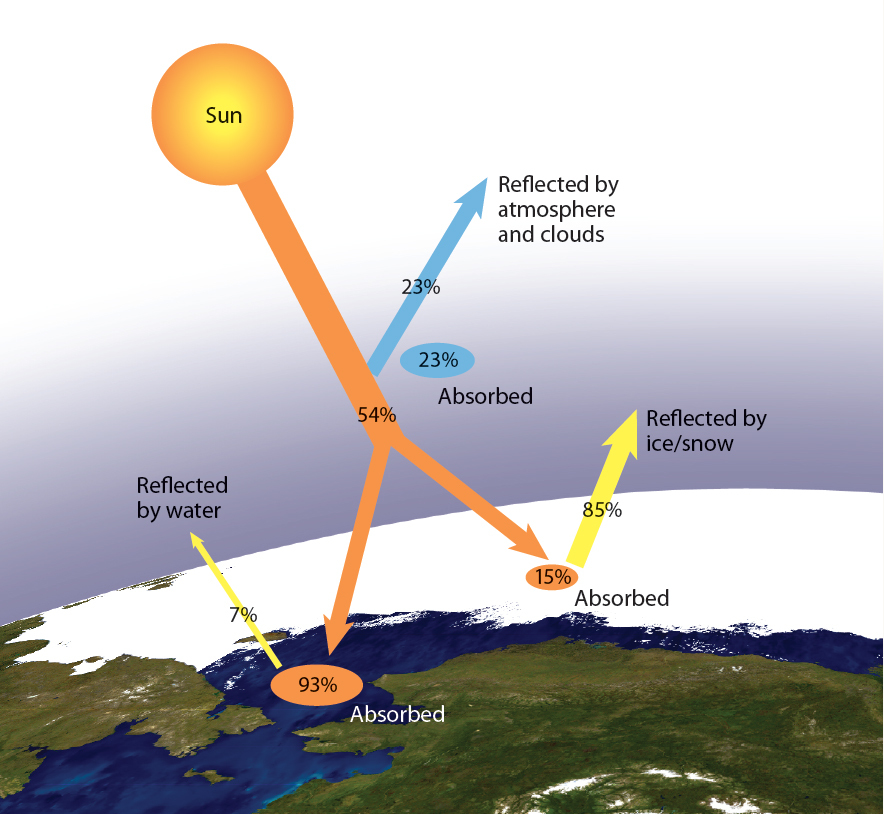 Sun
Reflected by
atmosphere
and clouds
23%
23%
Absorbed
54%
Reflected by
ice/snow
Reflected
by water
85%
15%
Absorbed
7%
93%
Absorbed